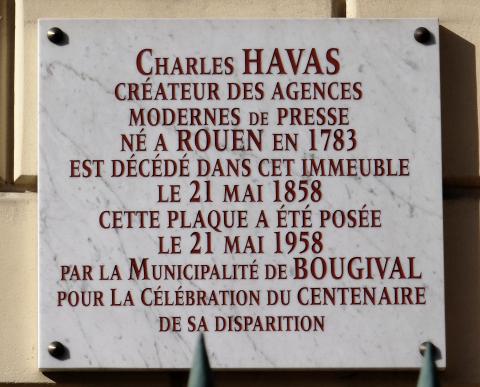 CHARLES HAVAS
CRÉATEUR DES AGENCES
MODERNES DE PRESSE
NÉ A ROUEN EN 1783
EST DÉCÉDÉ DANS CET IMMEUBLE
LE 21 MAI 1858
CETTE PLAQUE A ÉTÉ POSÉE
LE 21 MAI 1958
PAR LA MUNICIPALITÉ DE BOUGIVAL
POUR LA CÉLÉBRATION DU CENTENAIRE
DE SA DISPARITION